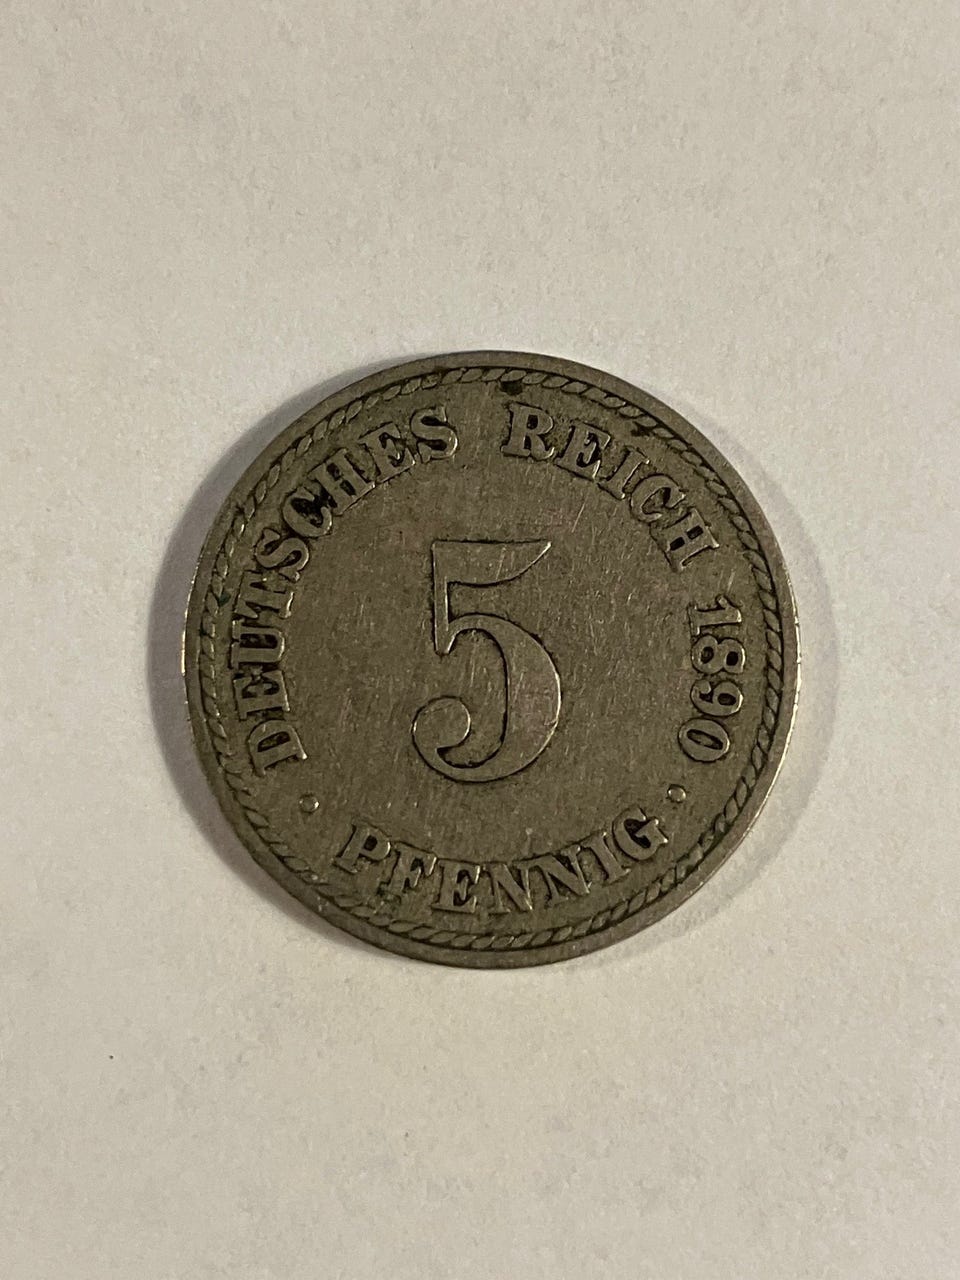 DEUTSCHES REICH 1890
5
· PFENNIG ·